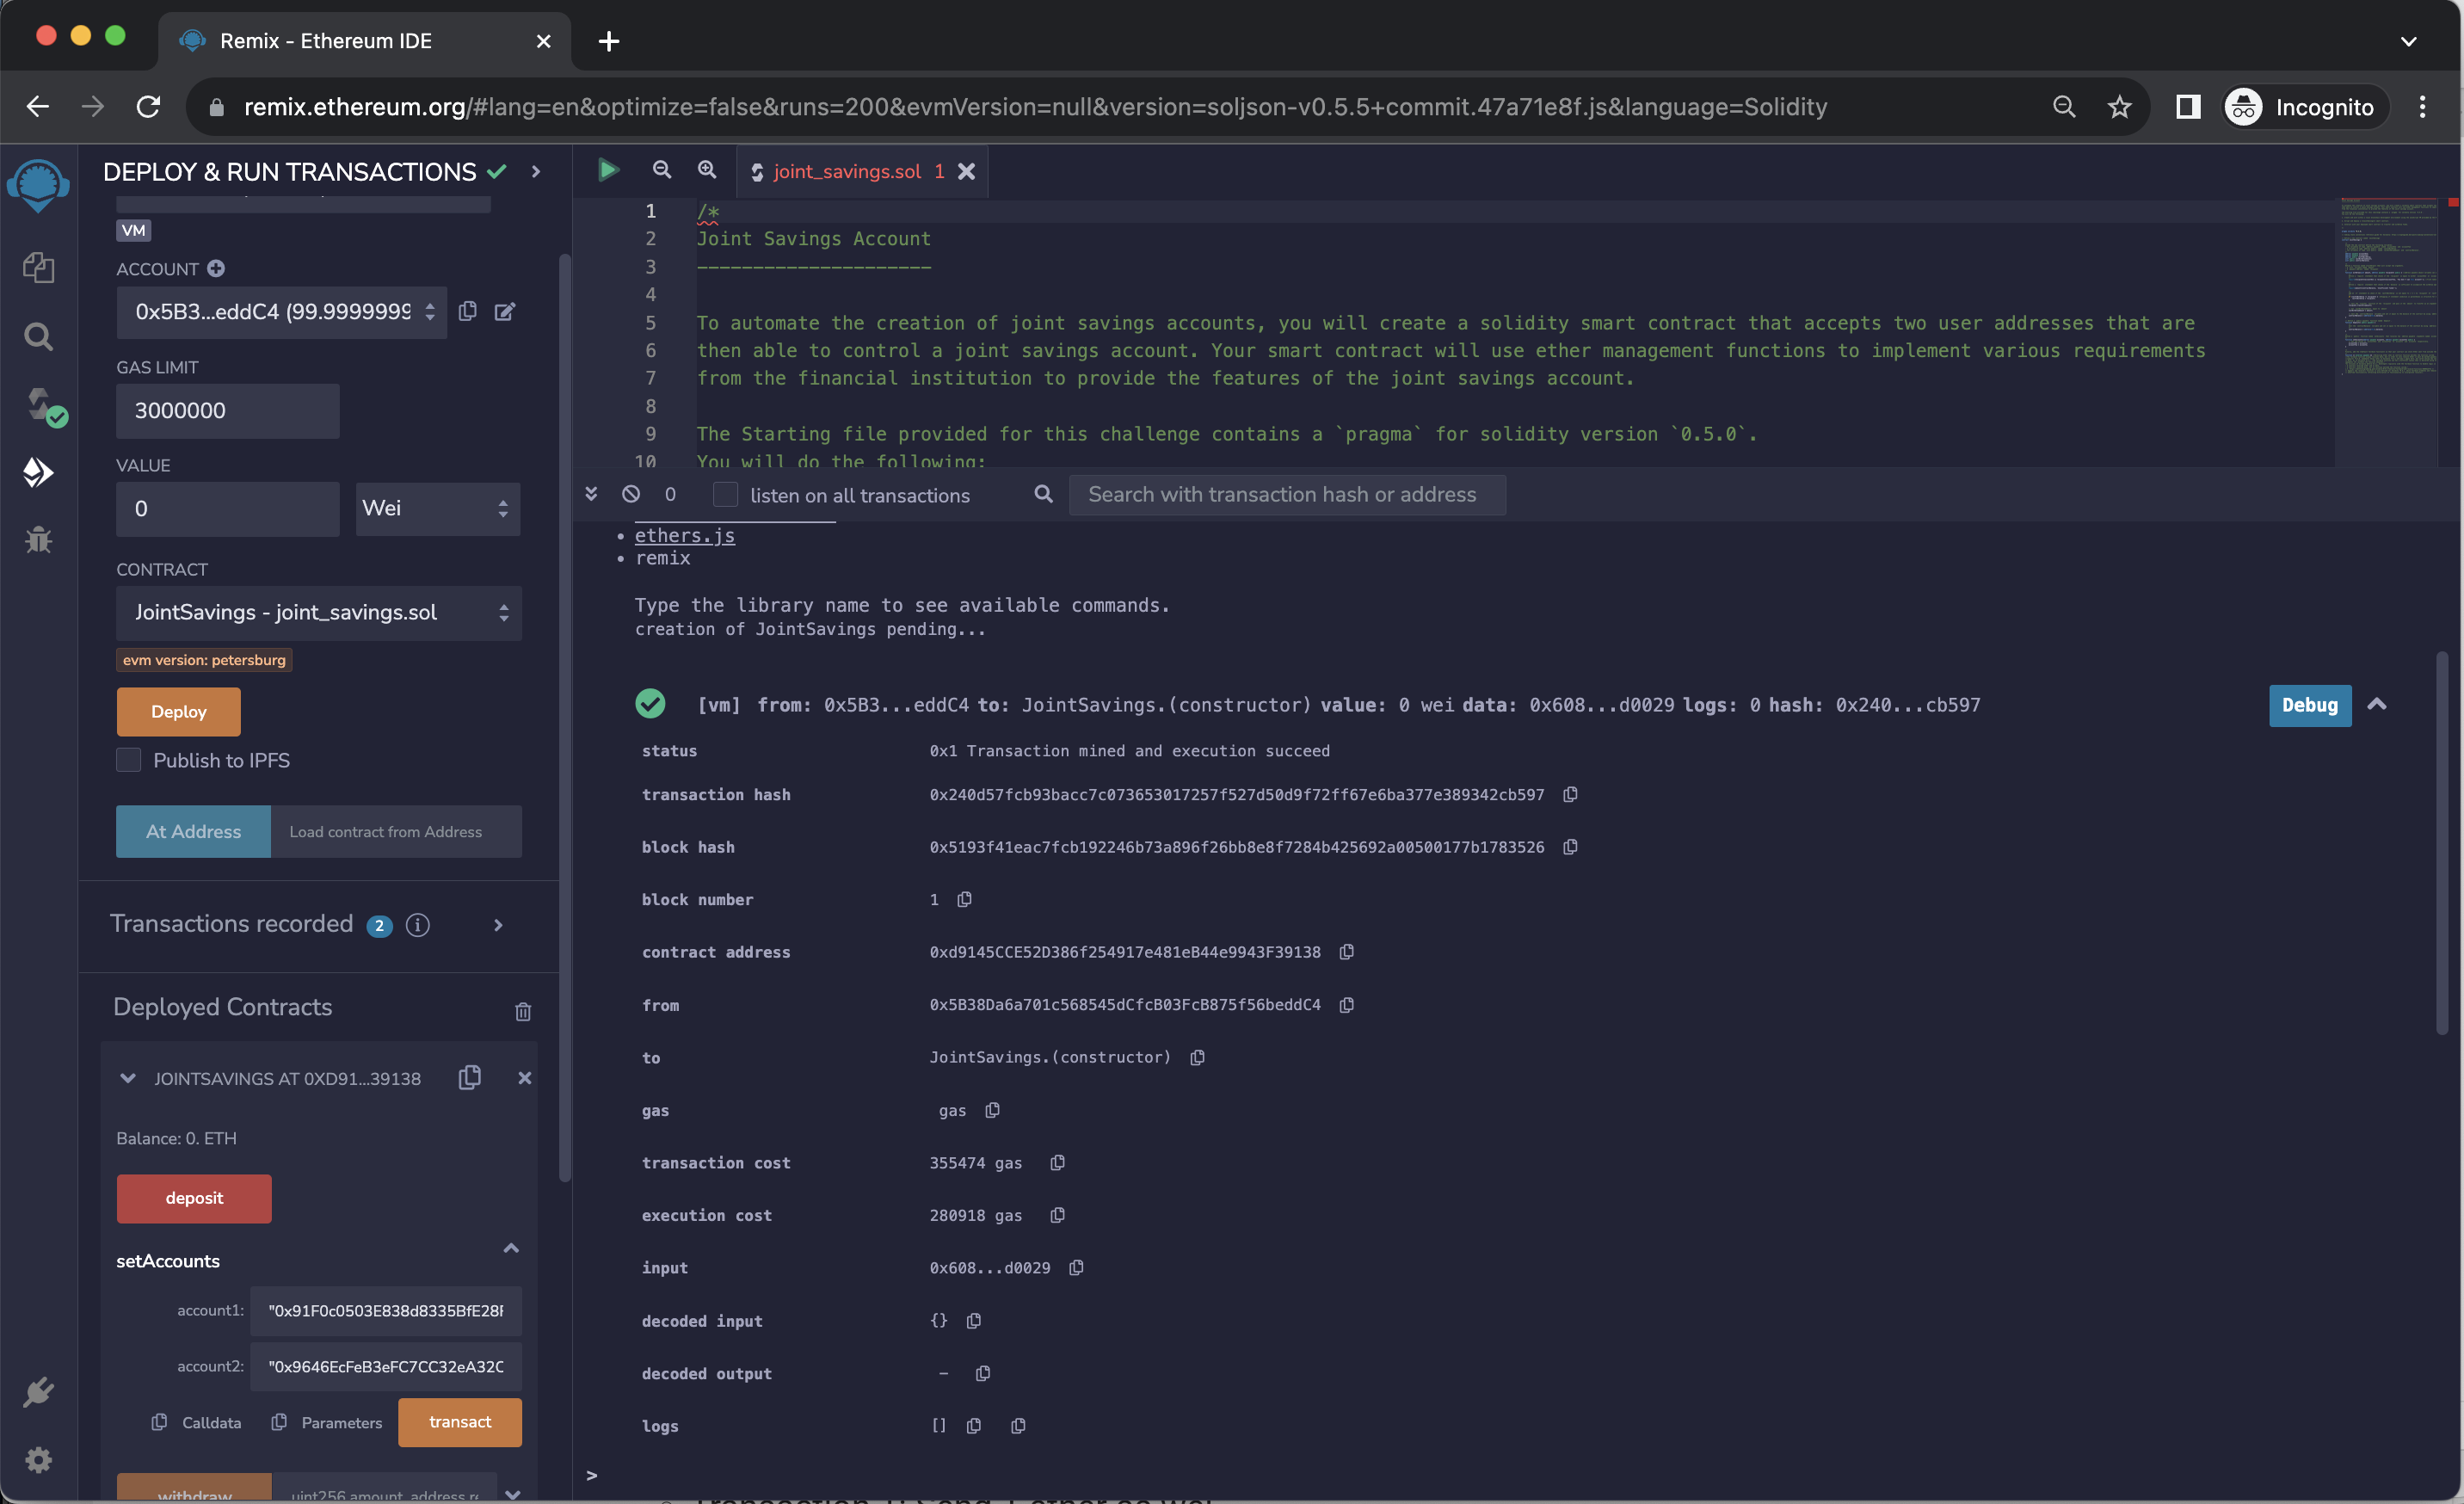 Remix - Ethereum IDE
remix.ethereum.org/#lang=en&optimize=false&runs=200&evmVersion=null&version=soljson-v0.5.5+commit.47a71e8f.js&language=Solidity
Incognito
DEPLOY & RUN TRANSACTIONS
VM
ACCOUNT
0x5B3...eddC4 (99.9999999
GAS LIMIT
3000000
VALUE
0
Wei
CONTRACT
JointSavings - joint_savings.sol
evm version: petersburg
Deploy
Publish to IPFS
At Address
Load contract from Address
Transactions recorded 2 i
Deployed Contracts
JOINTSAVINGS AT 0XD91...39138
Balance: 0. ETH
deposit
setAccounts
account1: "0x91F0c0503E838d8335BfE28F
account2: "0x9646EcFeB3eFC7CC32eA32C
Calldata
Parameters
transact
withdraw
uint256 amount, address re
joint_savings.sol 1
1 /*
2 Joint Savings Account
3 ---------------------
4
5 To automate the creation of joint savings accounts, you will create a solidity smart contract that accepts two user addresses that are
6 then able to control a joint savings account. Your smart contract will use ether management functions to implement various requirements
7 from the financial institution to provide the features of the joint savings account.
8
9 The Starting file provided for this challenge contains a `pragma` for solidity version `0.5.0`.
10 You will do the following:
0
listen on all transactions
Search with transaction hash or address
• ethers.js
• remix
Type the library name to see available commands.
creation of JointSavings pending...
[vm] from: 0x5B3...eddC4 to: JointSavings.(constructor) value: 0 wei data: 0x608...d0029 logs: 0 hash: 0x240...cb597
Debug
status 0x1 Transaction mined and execution succeed
transaction hash 0x240d57fcb93bacc7c073653017257f527d50d9f72ff67e6ba377e389342cb597
block hash 0x5193f41eac7fcb192246b73a896f26bb8e8f7284b425692a00500177b1783526
block number 1
contract address 0xd9145CCE52D386f254917e481eB44e9943F39138
from 0x5B38Da6a701c568545dCfcB03FcB875f56beddC4
to JointSavings.(constructor)
gas gas
transaction cost 355474 gas
execution cost 280918 gas
input 0x608...d0029
decoded input {}
decoded output -
logs []
>